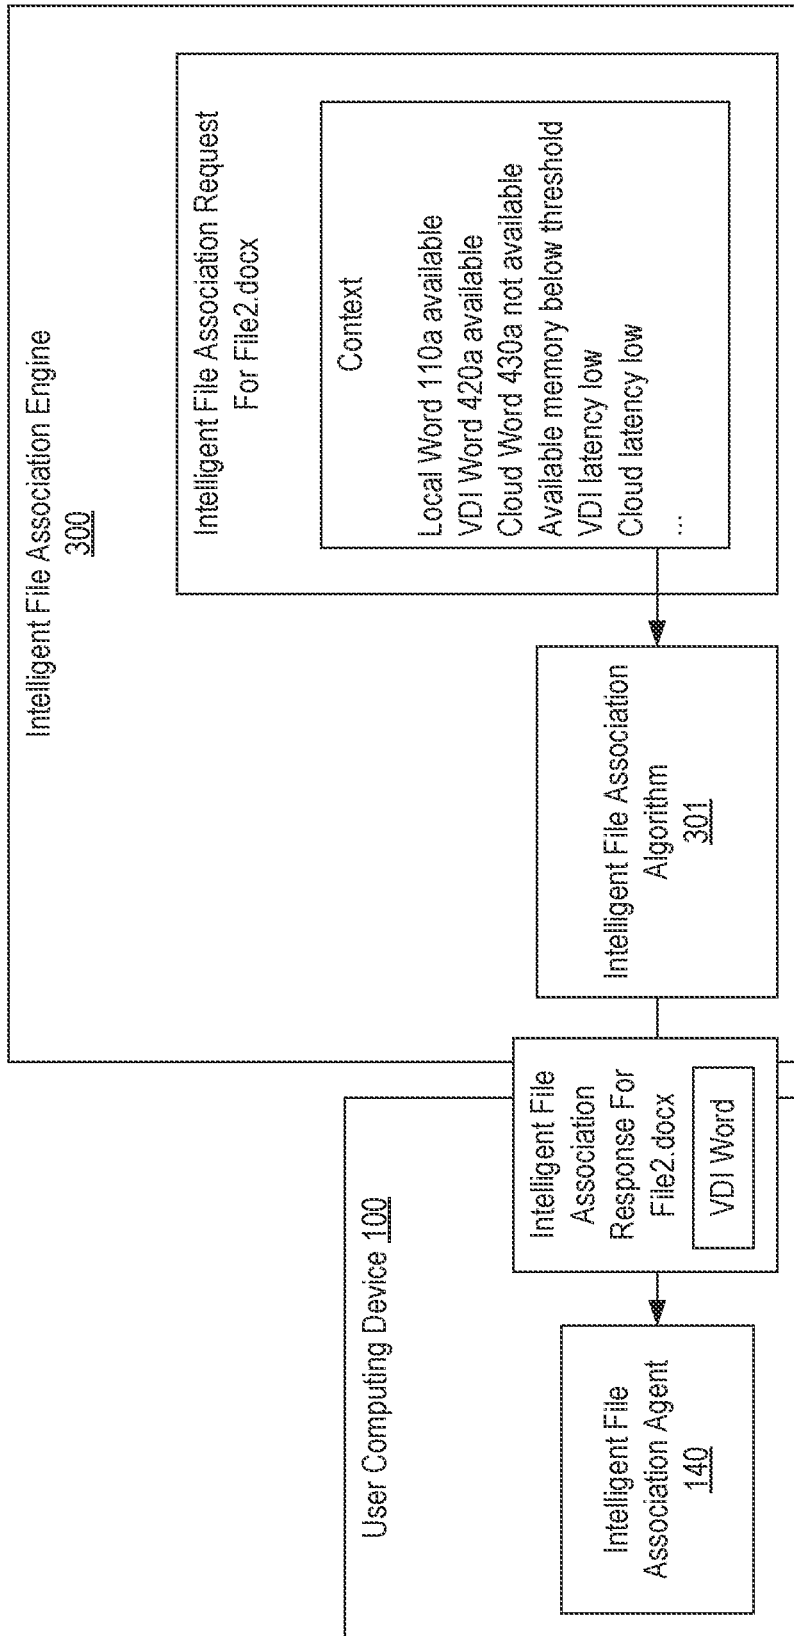 Intelligent File Association Engine
300
Intelligent File Association Request
For File2.docx
Context
Local Word 110a available
VDI Word 420a available
Cloud Word 430a not available
Available memory below threshold
VDI latency low
Cloud latency low
...
Intelligent File Association
Algorithm
301
User Computing Device 100
Intelligent File
Association
Response For
File2.docx
VDI Word
Intelligent File
Association Agent
140